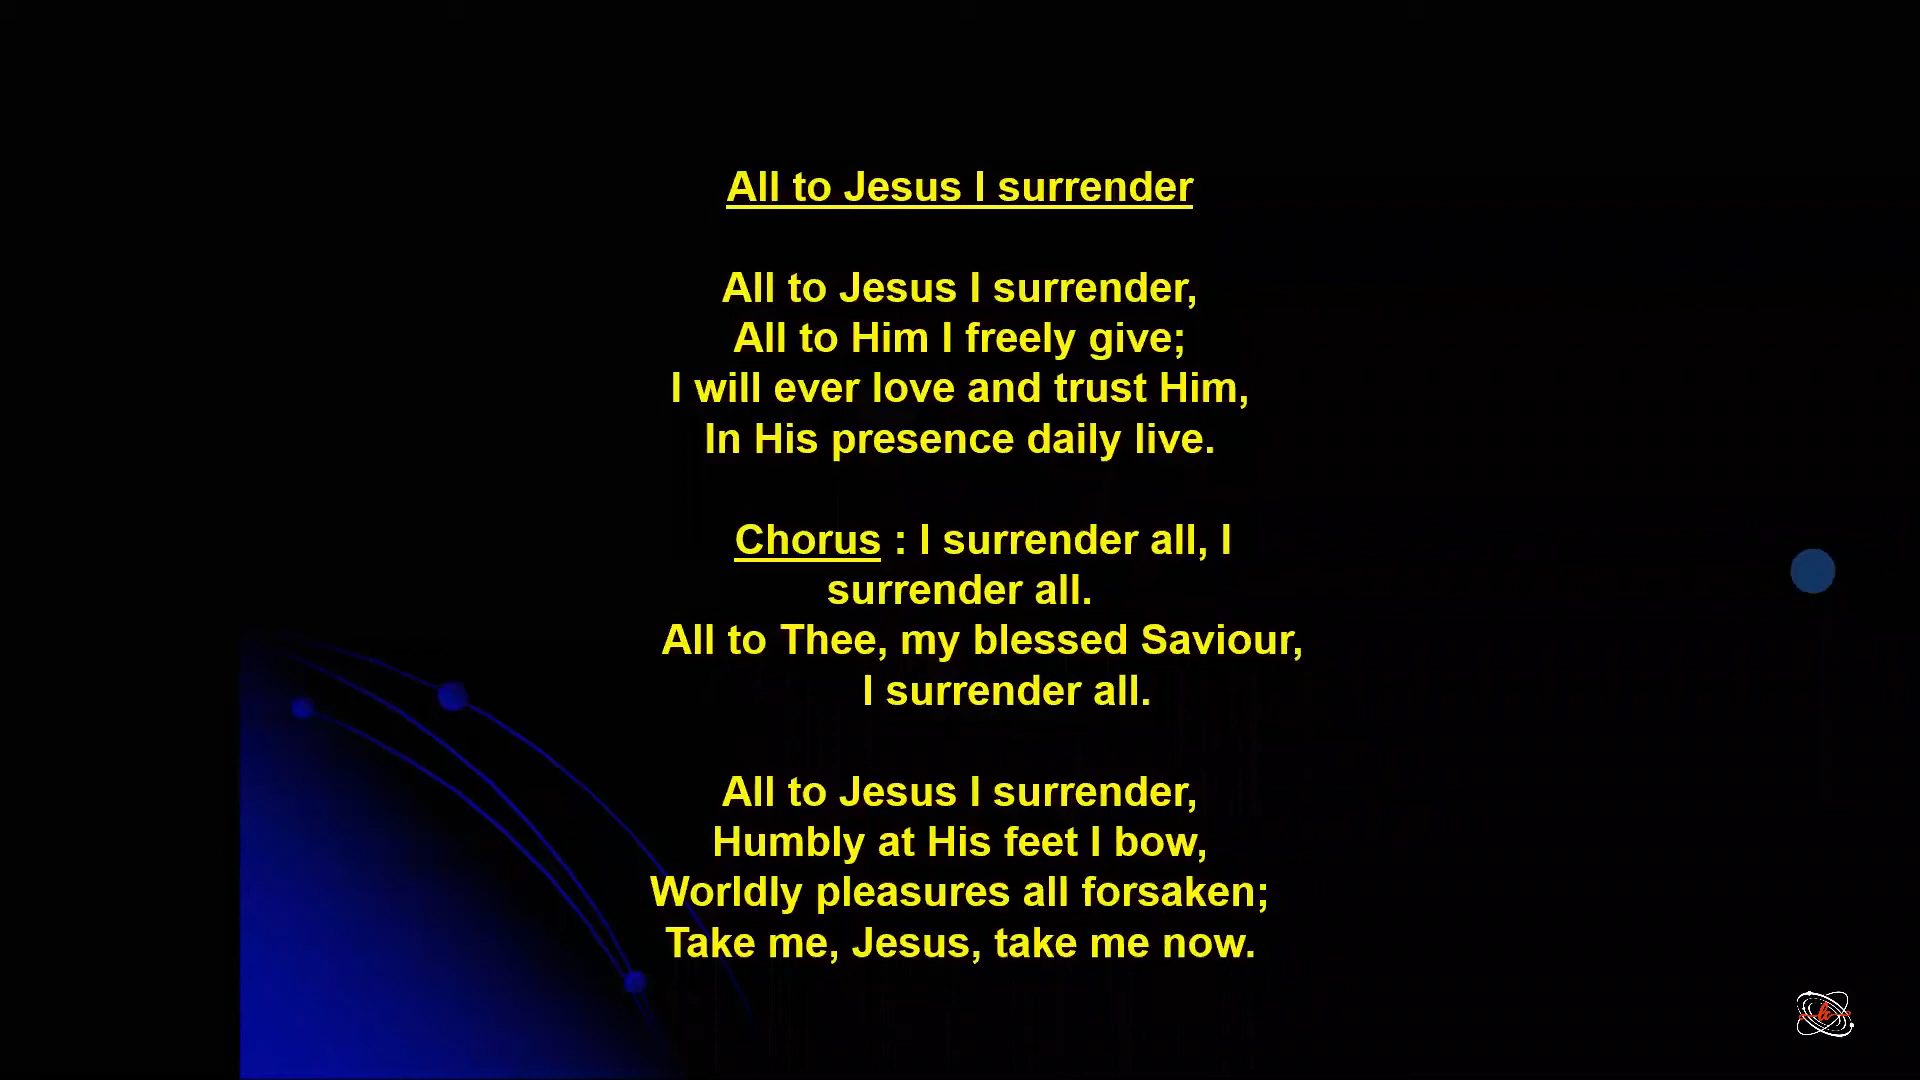 All to Jesus I surrender
All to Jesus I surrender,
All to Him I freely give;
I will ever love and trust Him,
In His presence daily live.
Chorus : I surrender all, I
surrender all.
All to Thee, my blessed Saviour,
I surrender all.
All to Jesus I surrender,
Humbly at His feet I bow,
Worldly pleasures all forsaken;
Take me, Jesus, take me now.